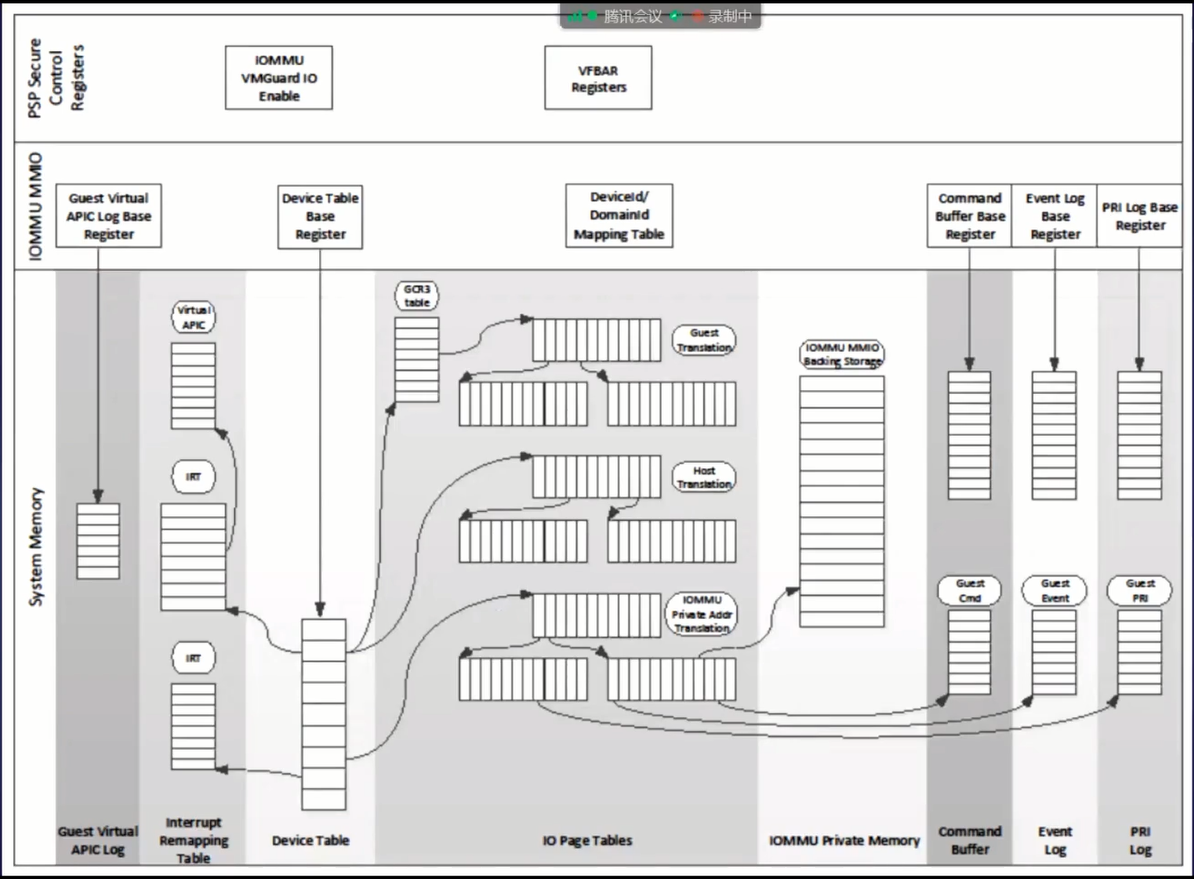 腾讯会议 录制中
PSP Secure
Control
Registers
IOMMU
VMGuard IO
Enable
VFBAR
Registers
IOMMU MMIO
Guest Virtual
APIC Log Base
Register
Device Table
Base
Register
DeviceId/
DomainId
Mapping Table
Command
Buffer Base
Register
Event Log
Base
Register
PRI Log Base
Register
System Memory
Virtual
APIC
IRT
IRT
GCR3
table
Guest
Translation
Host
Translation
IOMMU
Private Addr
Translation
IOMMU MMIO
Backing Storage
Guest
Cmd
Guest
Event
Guest
PRI
Guest Virtual
APIC Log
Interrupt
Remapping
Table
Device Table
IO Page Tables
IOMMU Private Memory
Command
Buffer
Event
Log
PRI
Log